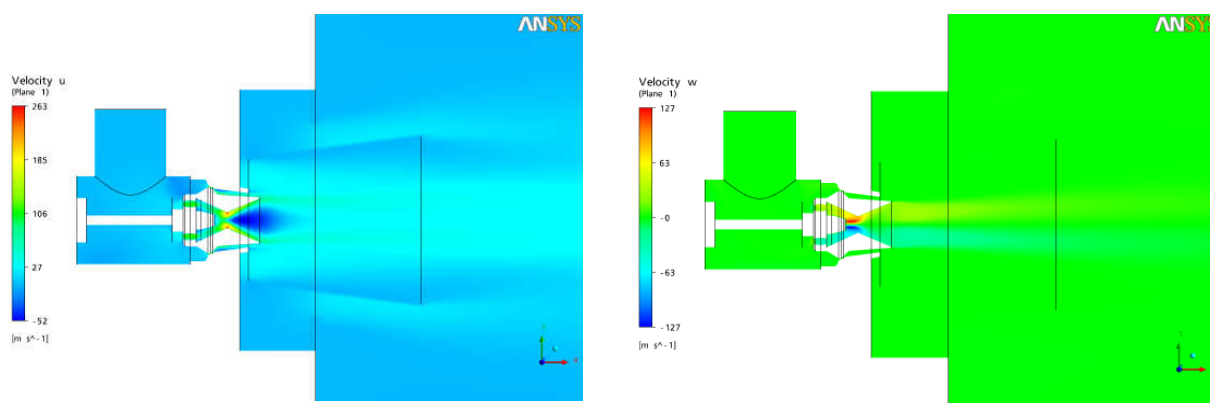 ANSYS
Velocity u
(Plane 1)
263
185
106
27
-52
[m s^-1]
Y
X
ANSYS
Velocity w
(Plane 1)
127
63
-0
-63
-127
[m s^-1]
Y